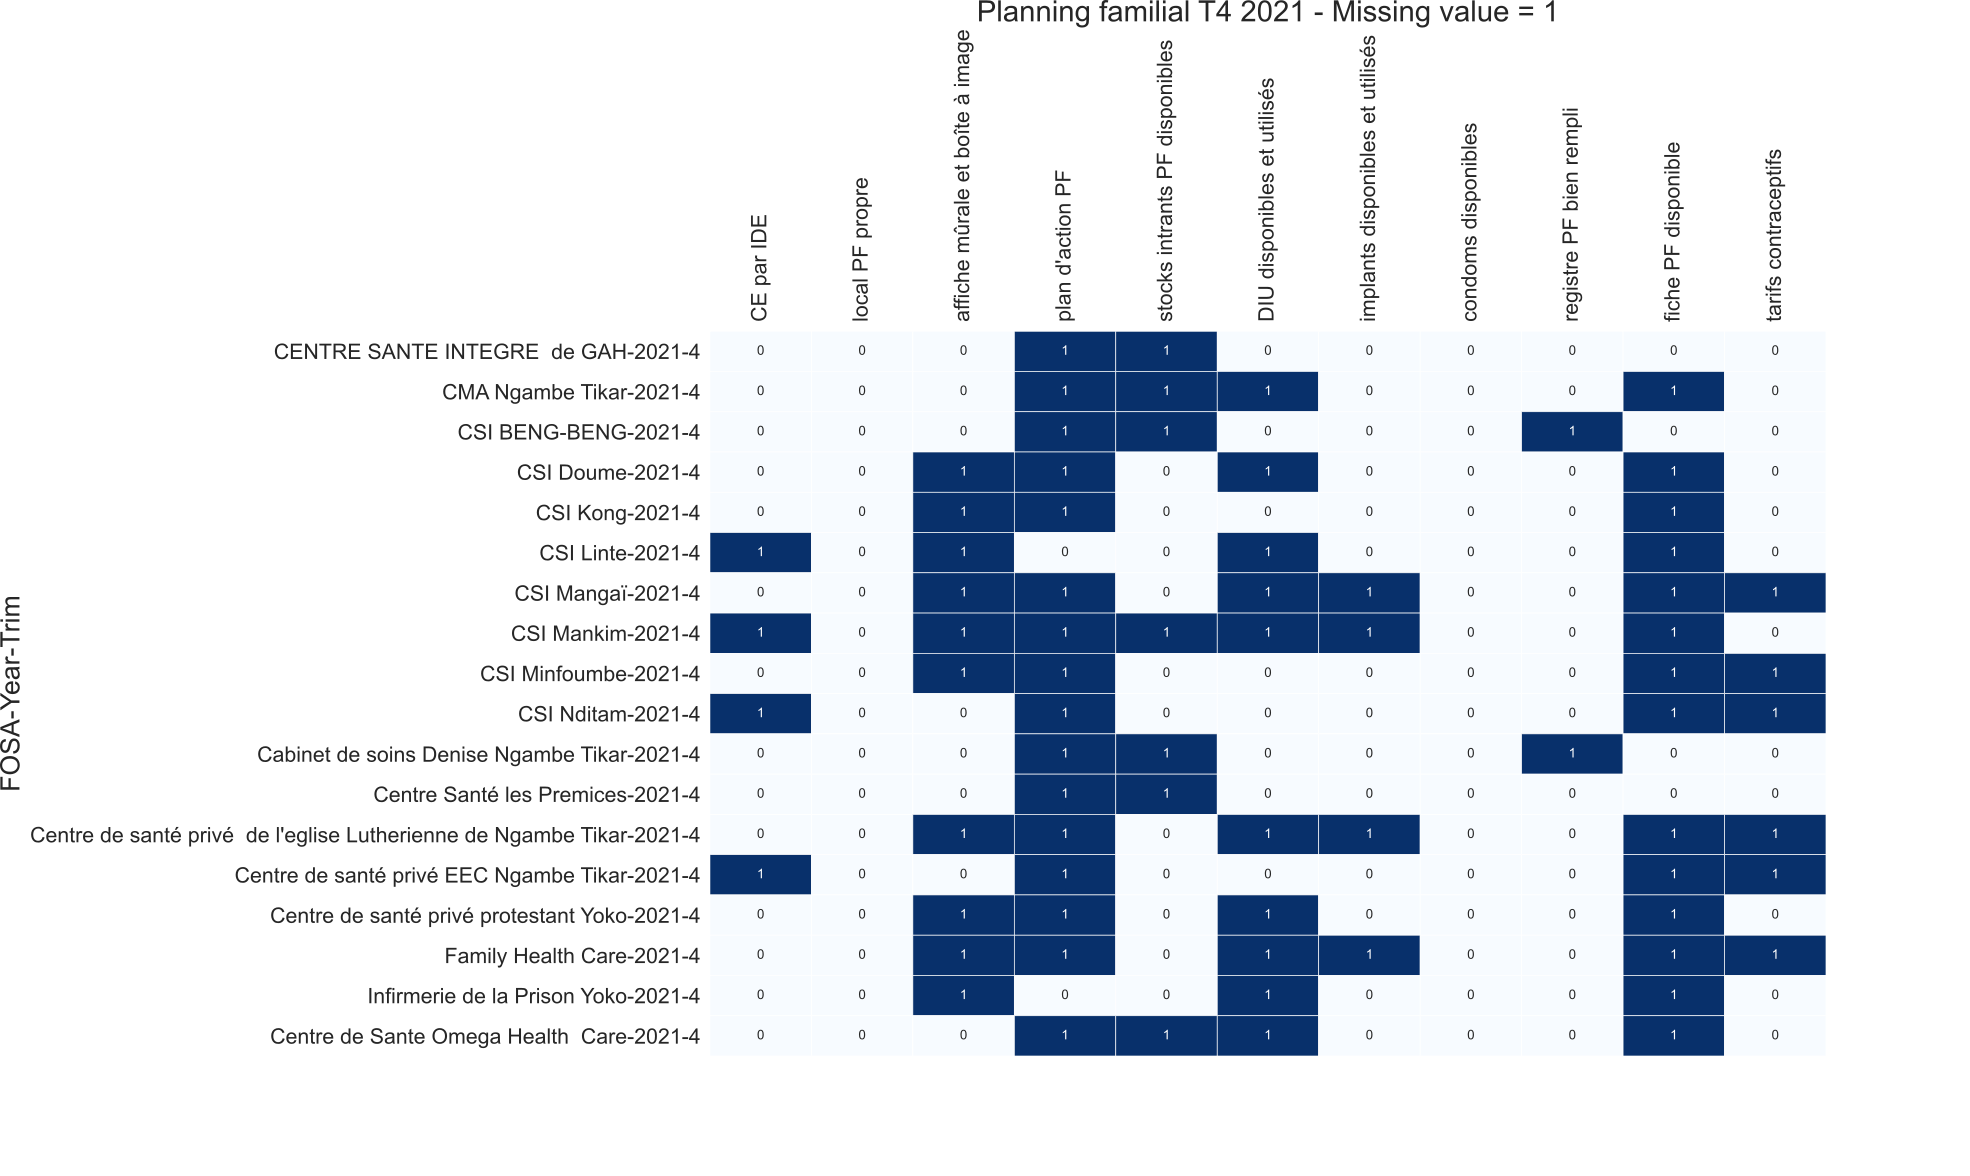 Planning familial T4 2021 - Missing value = 1
CE par IDE
local PF propre
affiche mûrale et boîte à image
plan d'action PF
stocks intrants PF disponibles
DIU disponibles et utilisés
implants disponibles et utilisés
condoms disponibles
registre PF bien rempli
fiche PF disponible
tarifs contraceptifs
FOSA-Year-Trim
CENTRE SANTE INTEGRE  de GAH-2021-4 0 0 0 1 1 0 0 0 0 0 0
CMA Ngambe Tikar-2021-4 0 0 0 1 1 1 0 0 0 1 0
CSI BENG-BENG-2021-4 0 0 0 1 1 0 0 0 1 0 0
CSI Doume-2021-4 0 0 1 1 0 1 0 0 0 1 0
CSI Kong-2021-4 0 0 1 1 0 0 0 0 0 1 0
CSI Linte-2021-4 1 0 1 0 0 1 0 0 0 1 0
CSI Mangaï-2021-4 0 0 1 1 0 1 1 0 0 1 1
CSI Mankim-2021-4 1 0 1 1 1 1 1 0 0 1 0
CSI Minfoumbe-2021-4 0 0 1 1 0 0 0 0 0 1 1
CSI Nditam-2021-4 1 0 0 1 0 0 0 0 0 1 1
Cabinet de soins Denise Ngambe Tikar-2021-4 0 0 0 1 1 0 0 0 1 0 0
Centre Santé les Premices-2021-4 0 0 0 1 1 0 0 0 0 0 0
Centre de santé privé  de l'eglise Lutherienne de Ngambe Tikar-2021-4 0 0 1 1 0 1 1 0 0 1 1
Centre de santé privé EEC Ngambe Tikar-2021-4 1 0 0 1 0 0 0 0 0 1 1
Centre de santé privé protestant Yoko-2021-4 0 0 1 1 0 1 0 0 0 1 0
Family Health Care-2021-4 0 0 1 1 0 1 1 0 0 1 1
Infirmerie de la Prison Yoko-2021-4 0 0 1 0 0 1 0 0 0 1 0
Centre de Sante Omega Health  Care-2021-4 0 0 0 1 1 1 0 0 0 1 0